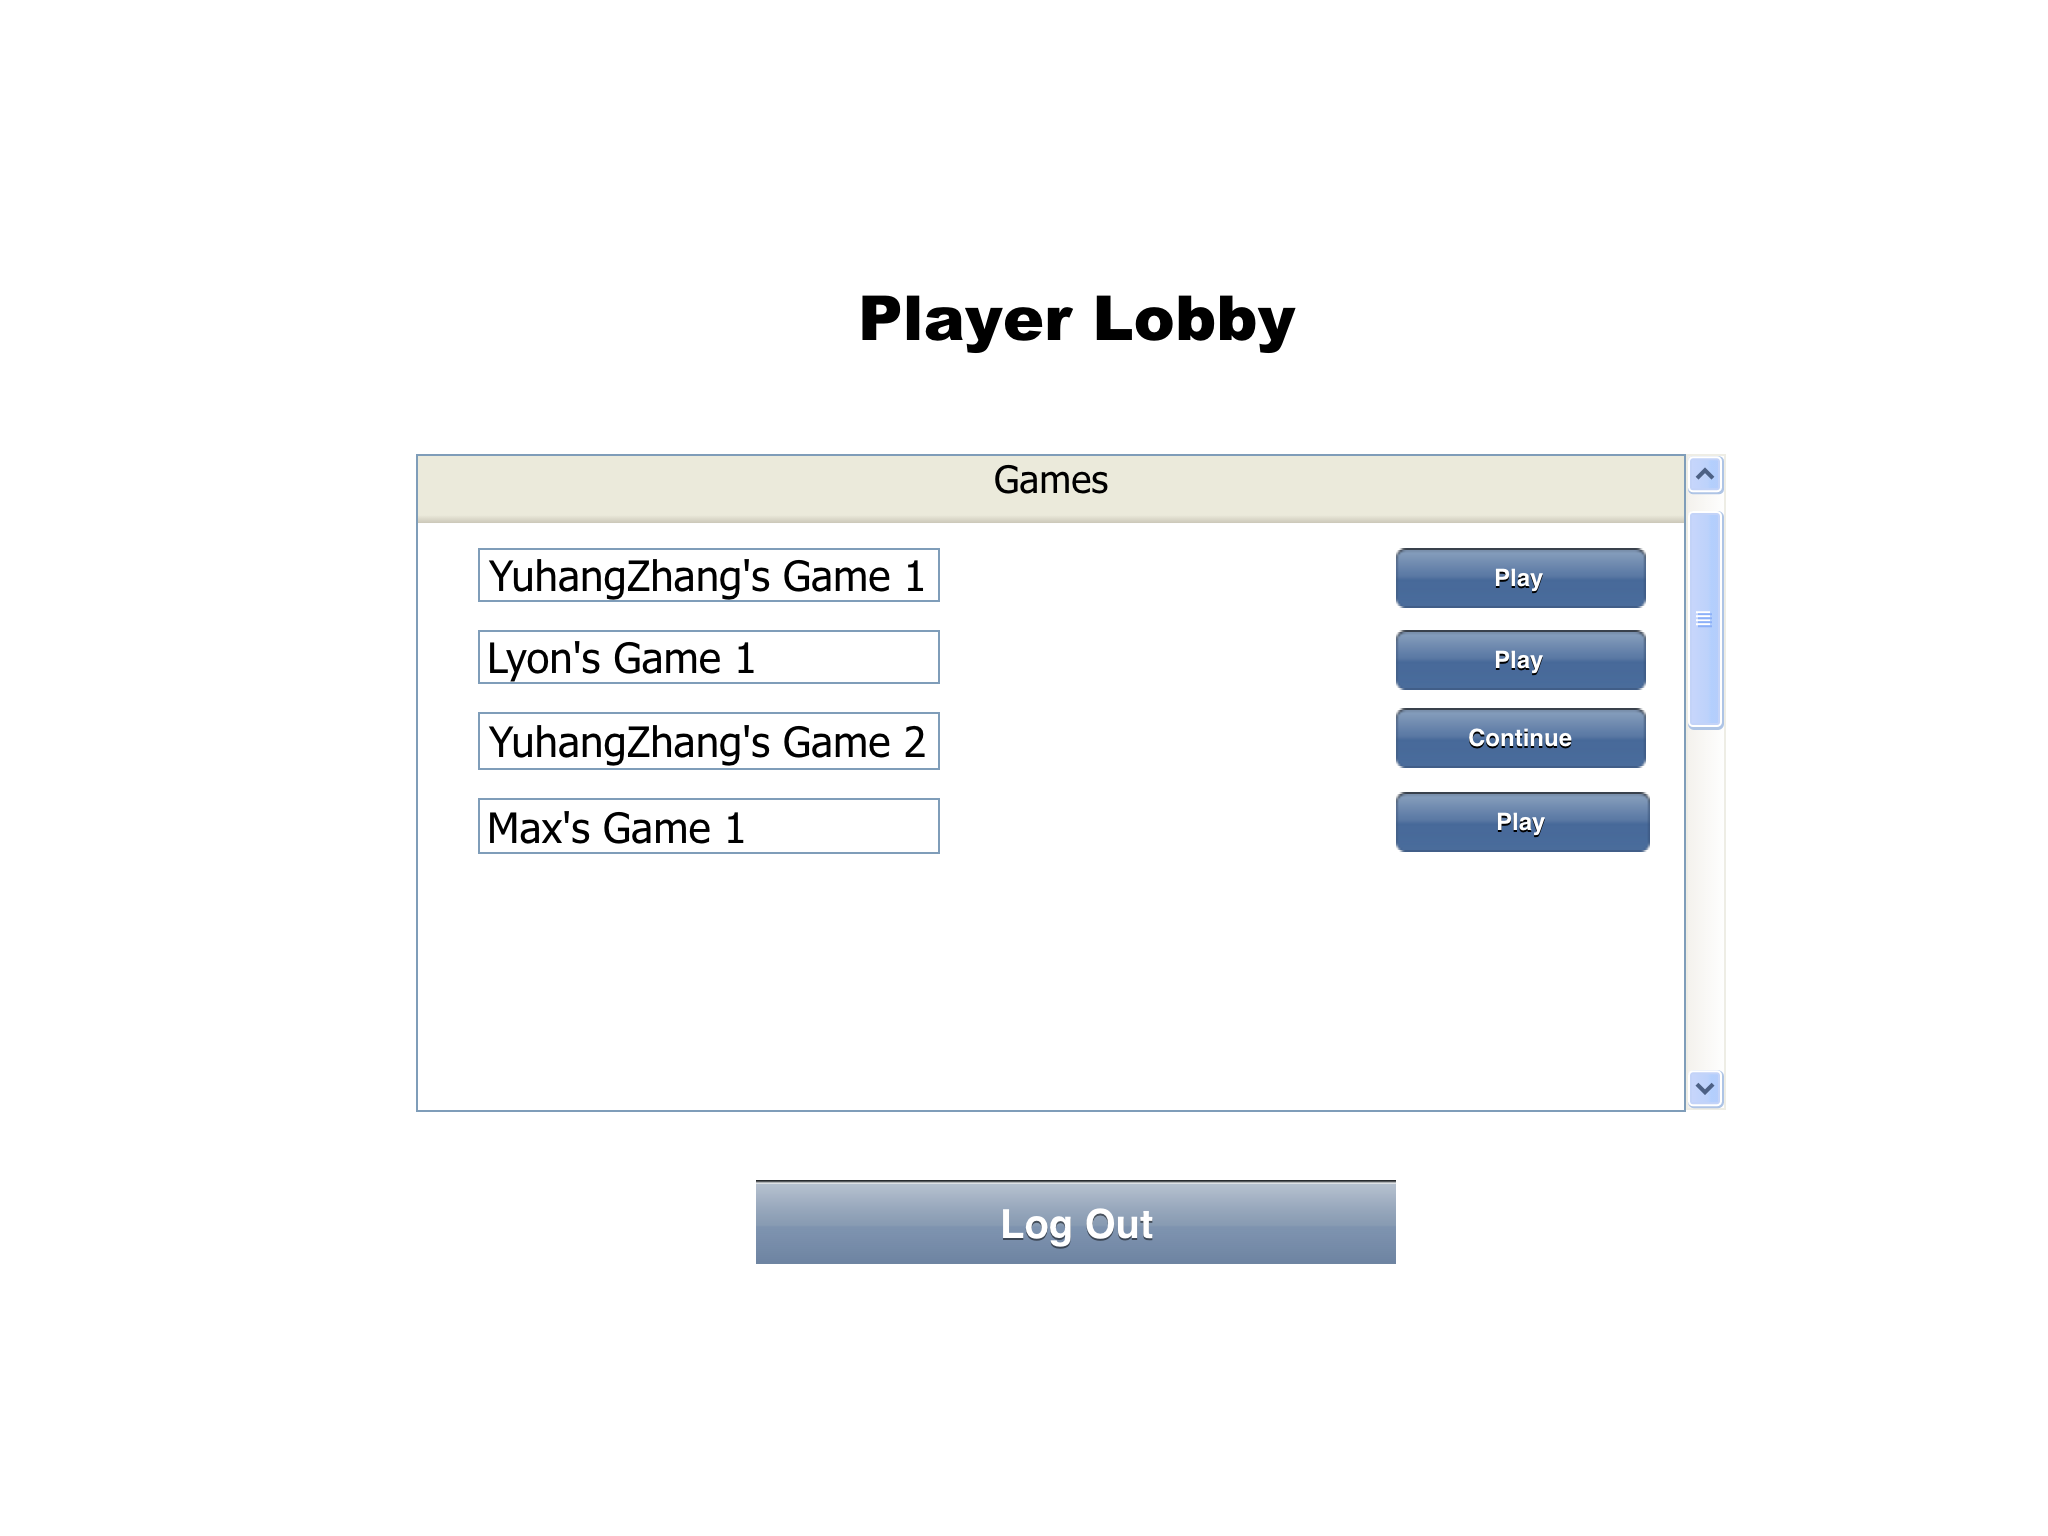 Player Lobby
Games
YuhangZhang's Game 1
Play
Lyon's Game 1
Play
YuhangZhang's Game 2
Continue
Max's Game 1
Play
Log Out